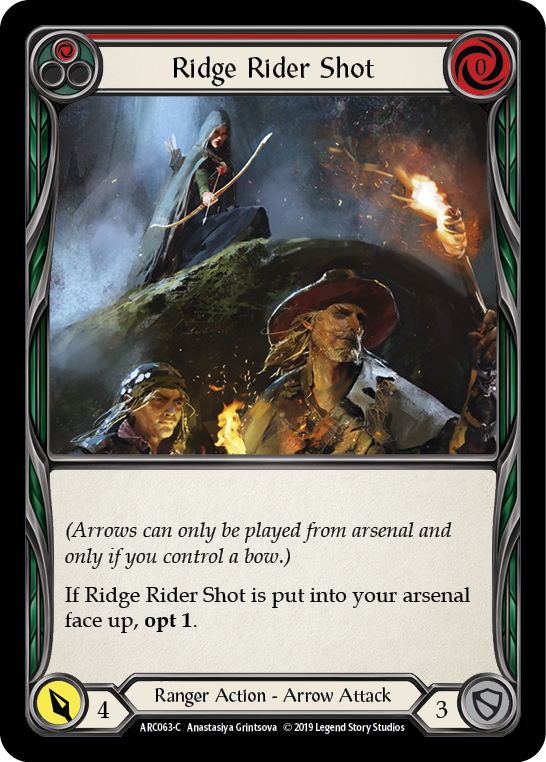 Ridge Rider Shot
0
(Arrows can only be played from arsenal and
only if you control a bow.)
If Ridge Rider Shot is put into your arsenal
face up, opt 1.
4
Ranger Action - Arrow Attack
3
ARC063-C Anastasiya Grintsova © 2019 Legend Story Studios